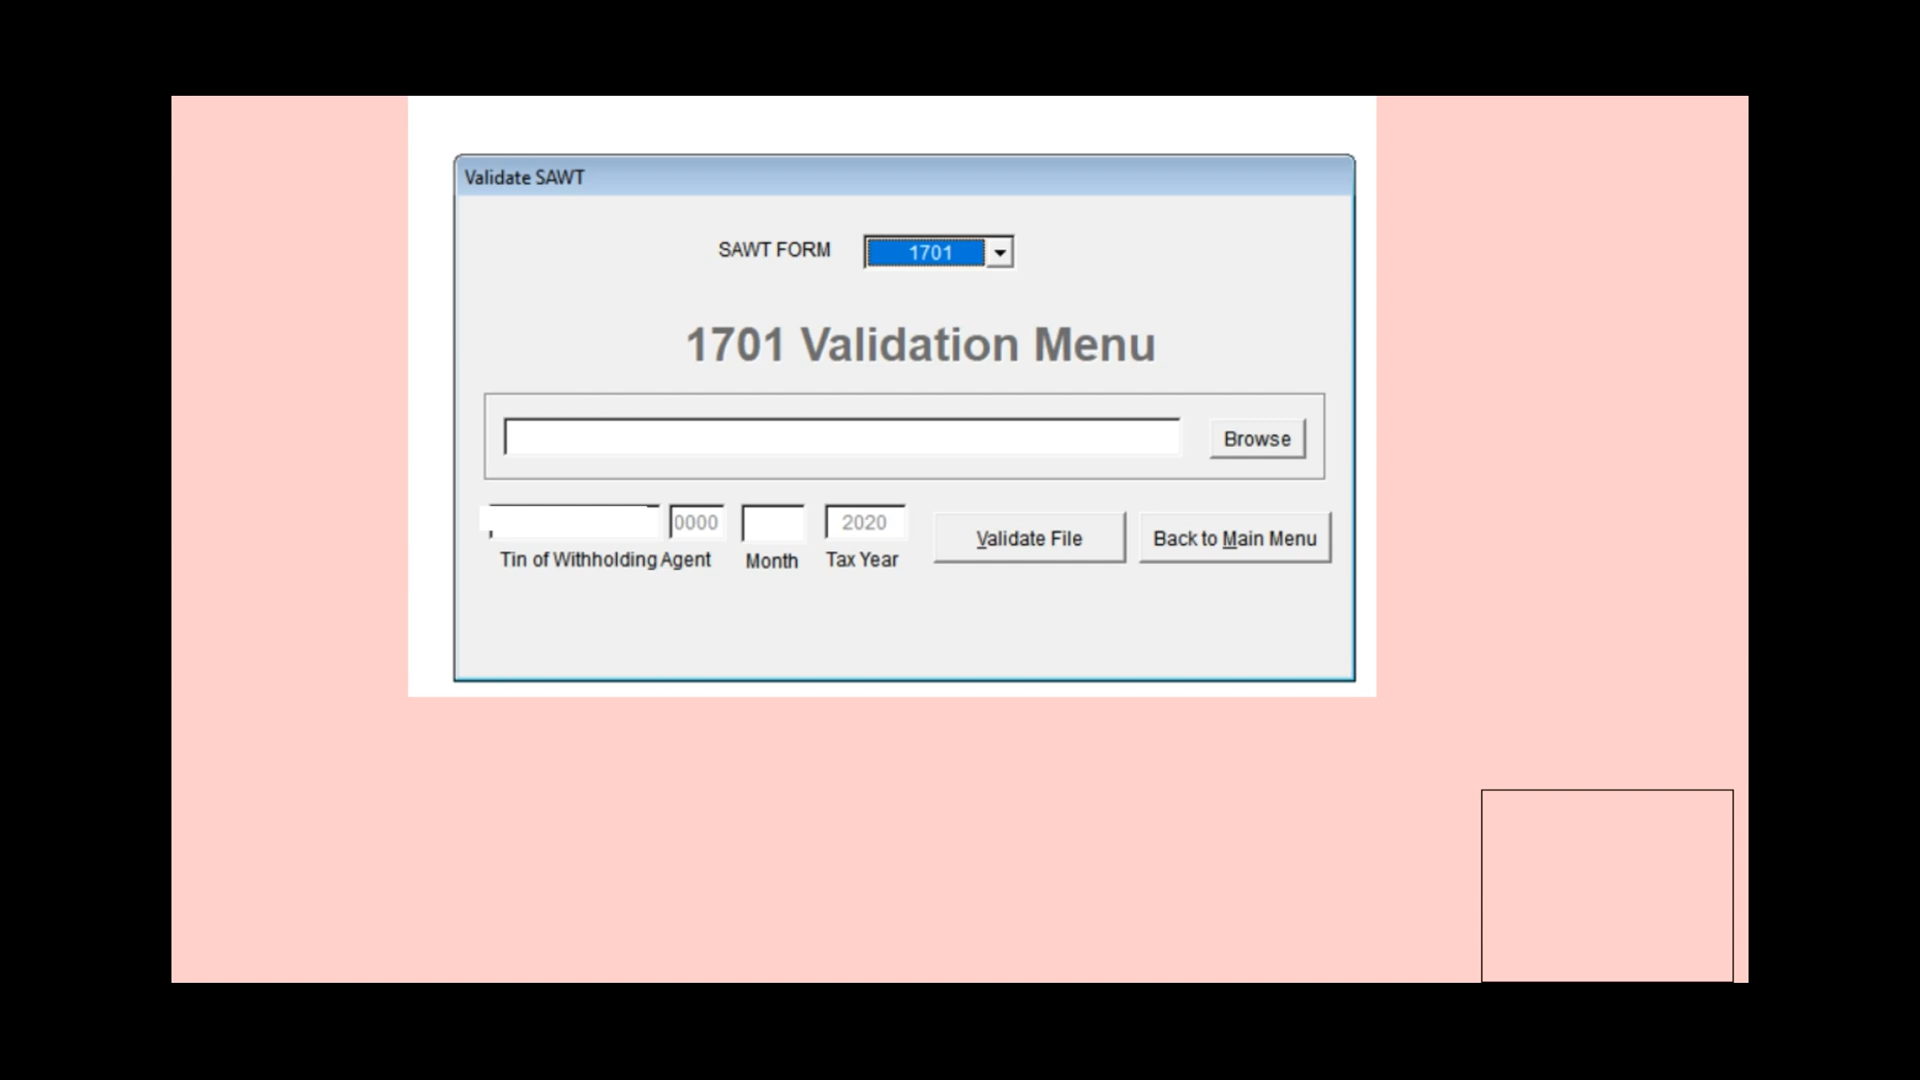 Validate SAWT
SAWT FORM 1701
1701 Validation Menu
Browse
0000 2020
Tin of Withholding Agent Month Tax Year Validate File Back to Main Menu